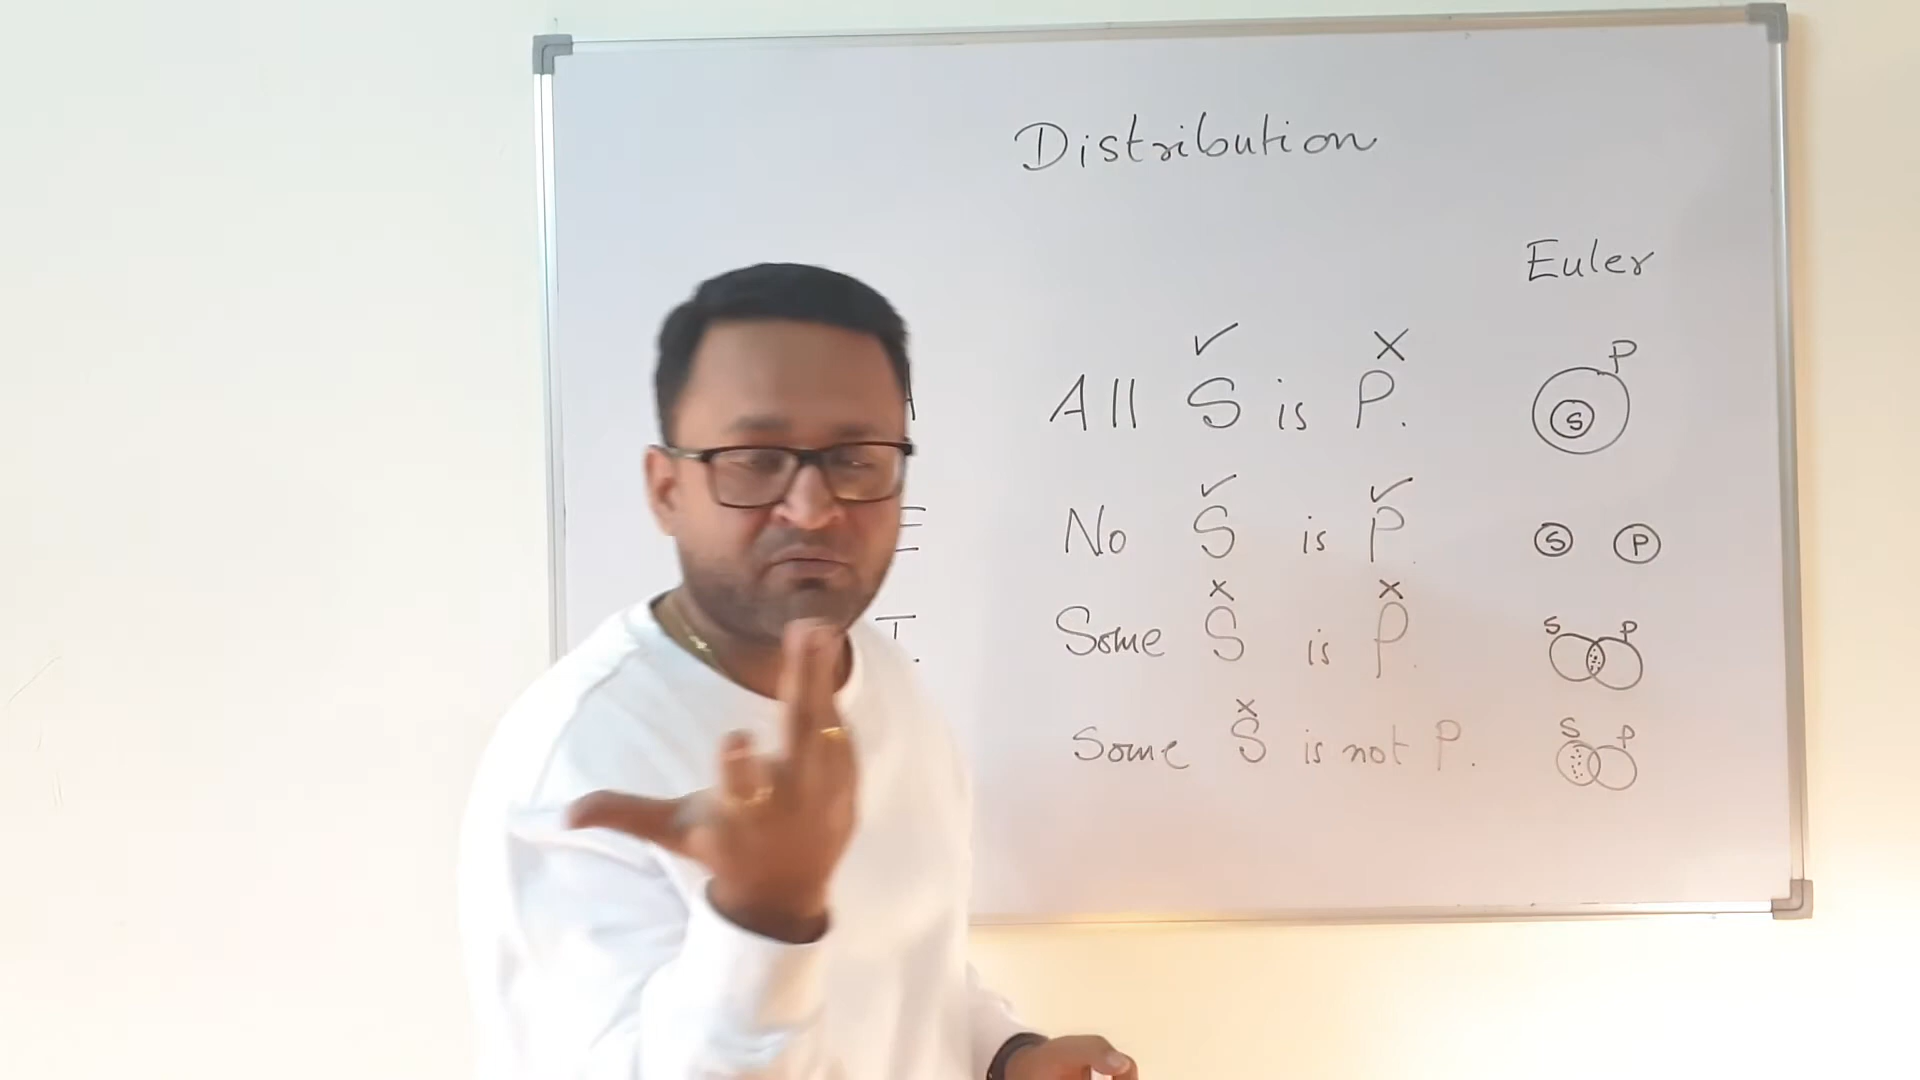 Distribution
Euler
✓ X
All S is P. P S
✓ ✓
E No S is P. S P
x x
I. Some S is P. S P
x
Some S is not P. S P